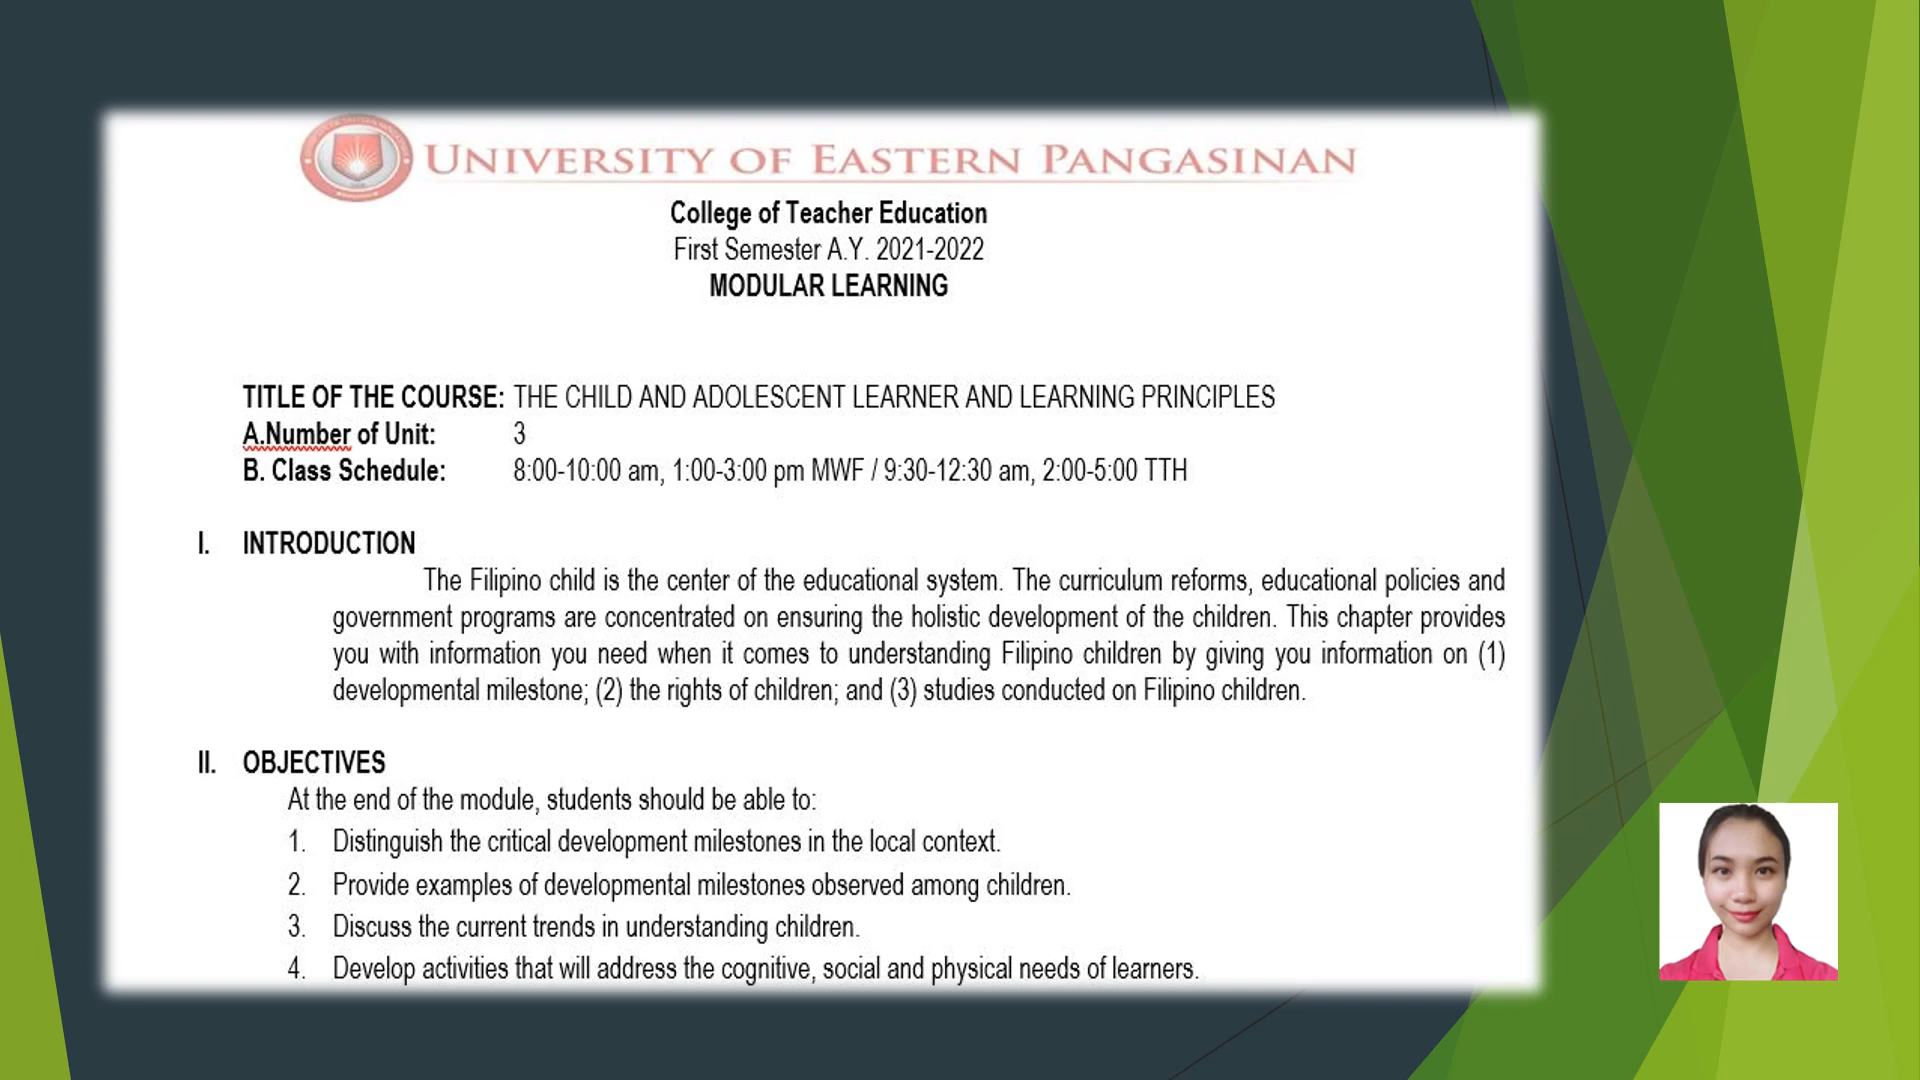 UNIVERSITY OF EASTERN PANGASINAN
College of Teacher Education
First Semester A.Y. 2021-2022
MODULAR LEARNING
TITLE OF THE COURSE: THE CHILD AND ADOLESCENT LEARNER AND LEARNING PRINCIPLES
A.Number of Unit: 3
B. Class Schedule: 8:00-10:00 am, 1:00-3:00 pm MWF / 9:30-12:30 am, 2:00-5:00 TTH
I. INTRODUCTION
The Filipino child is the center of the educational system. The curriculum reforms, educational policies and
government programs are concentrated on ensuring the holistic development of the children. This chapter provides
you with information you need when it comes to understanding Filipino children by giving you information on (1)
developmental milestone; (2) the rights of children; and (3) studies conducted on Filipino children.
II. OBJECTIVES
At the end of the module, students should be able to:
1. Distinguish the critical development milestones in the local context.
2. Provide examples of developmental milestones observed among children.
3. Discuss the current trends in understanding children.
4. Develop activities that will address the cognitive, social and physical needs of learners.